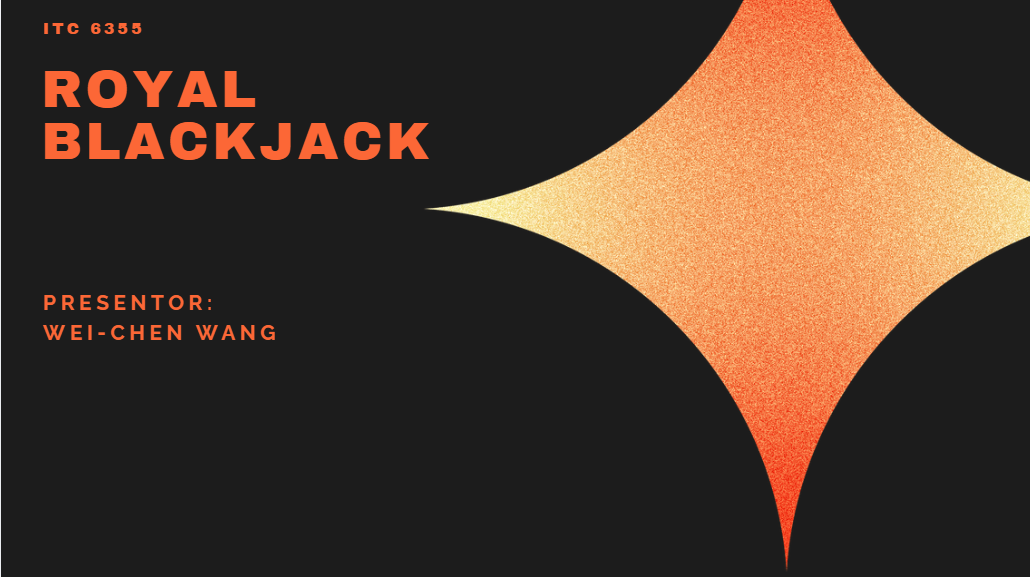 ITC 6355
ROYAL
BLACKJACK
PRESENTOR:
WEI-CHEN WANG